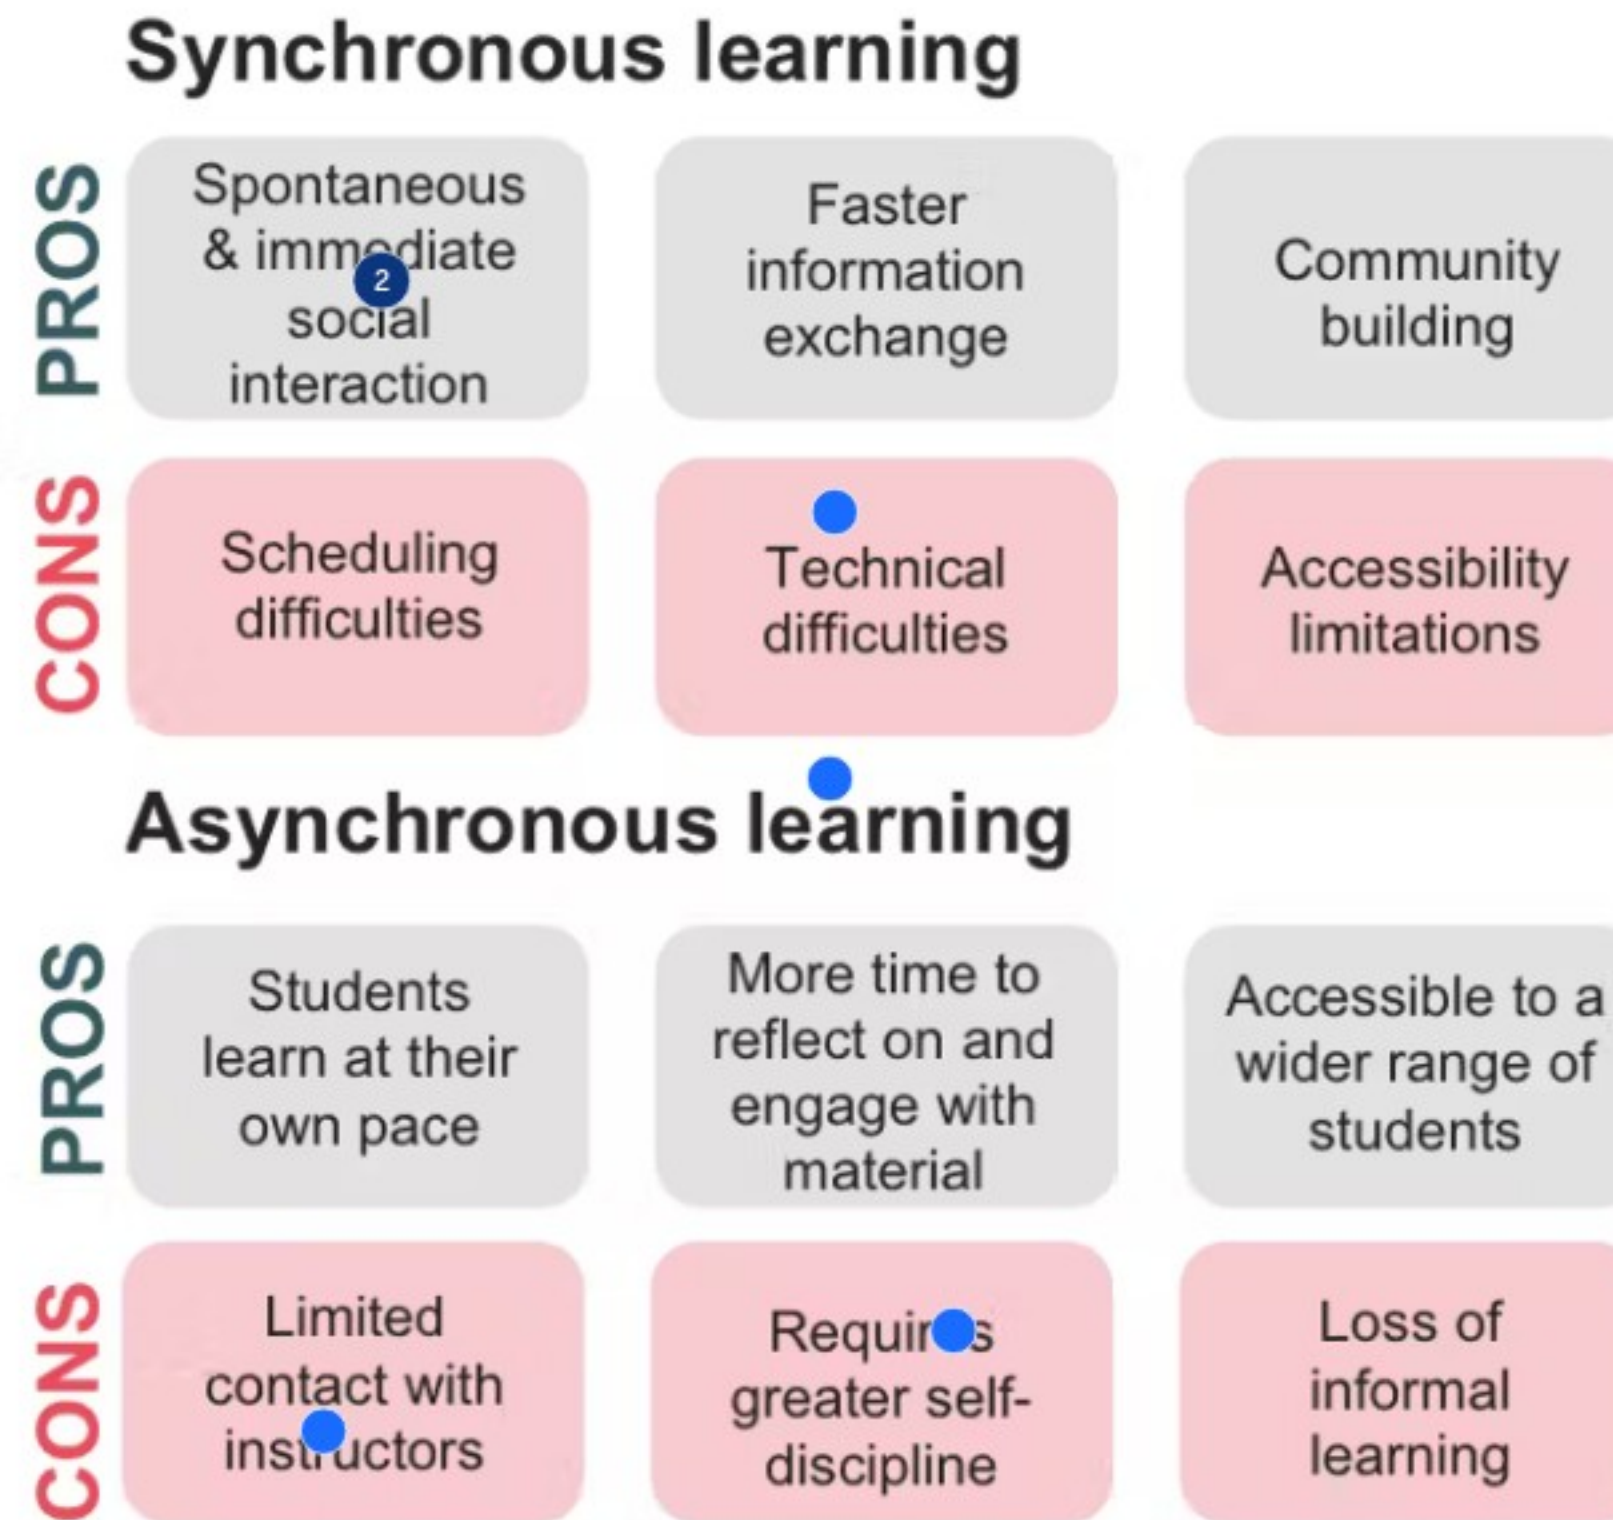 Synchronous learning
PROS
Spontaneous
& immediate
social
interaction
2
Faster
information
exchange
Community
building
CONS
Scheduling
difficulties
Technical
difficulties
Accessibility
limitations
Asynchronous learning
PROS
Students
learn at their
own pace
More time to
reflect on and
engage with
material
Accessible to a
wider range of
students
CONS
Limited
contact with
instructors
Requires
greater self-
discipline
Loss of
informal
learning